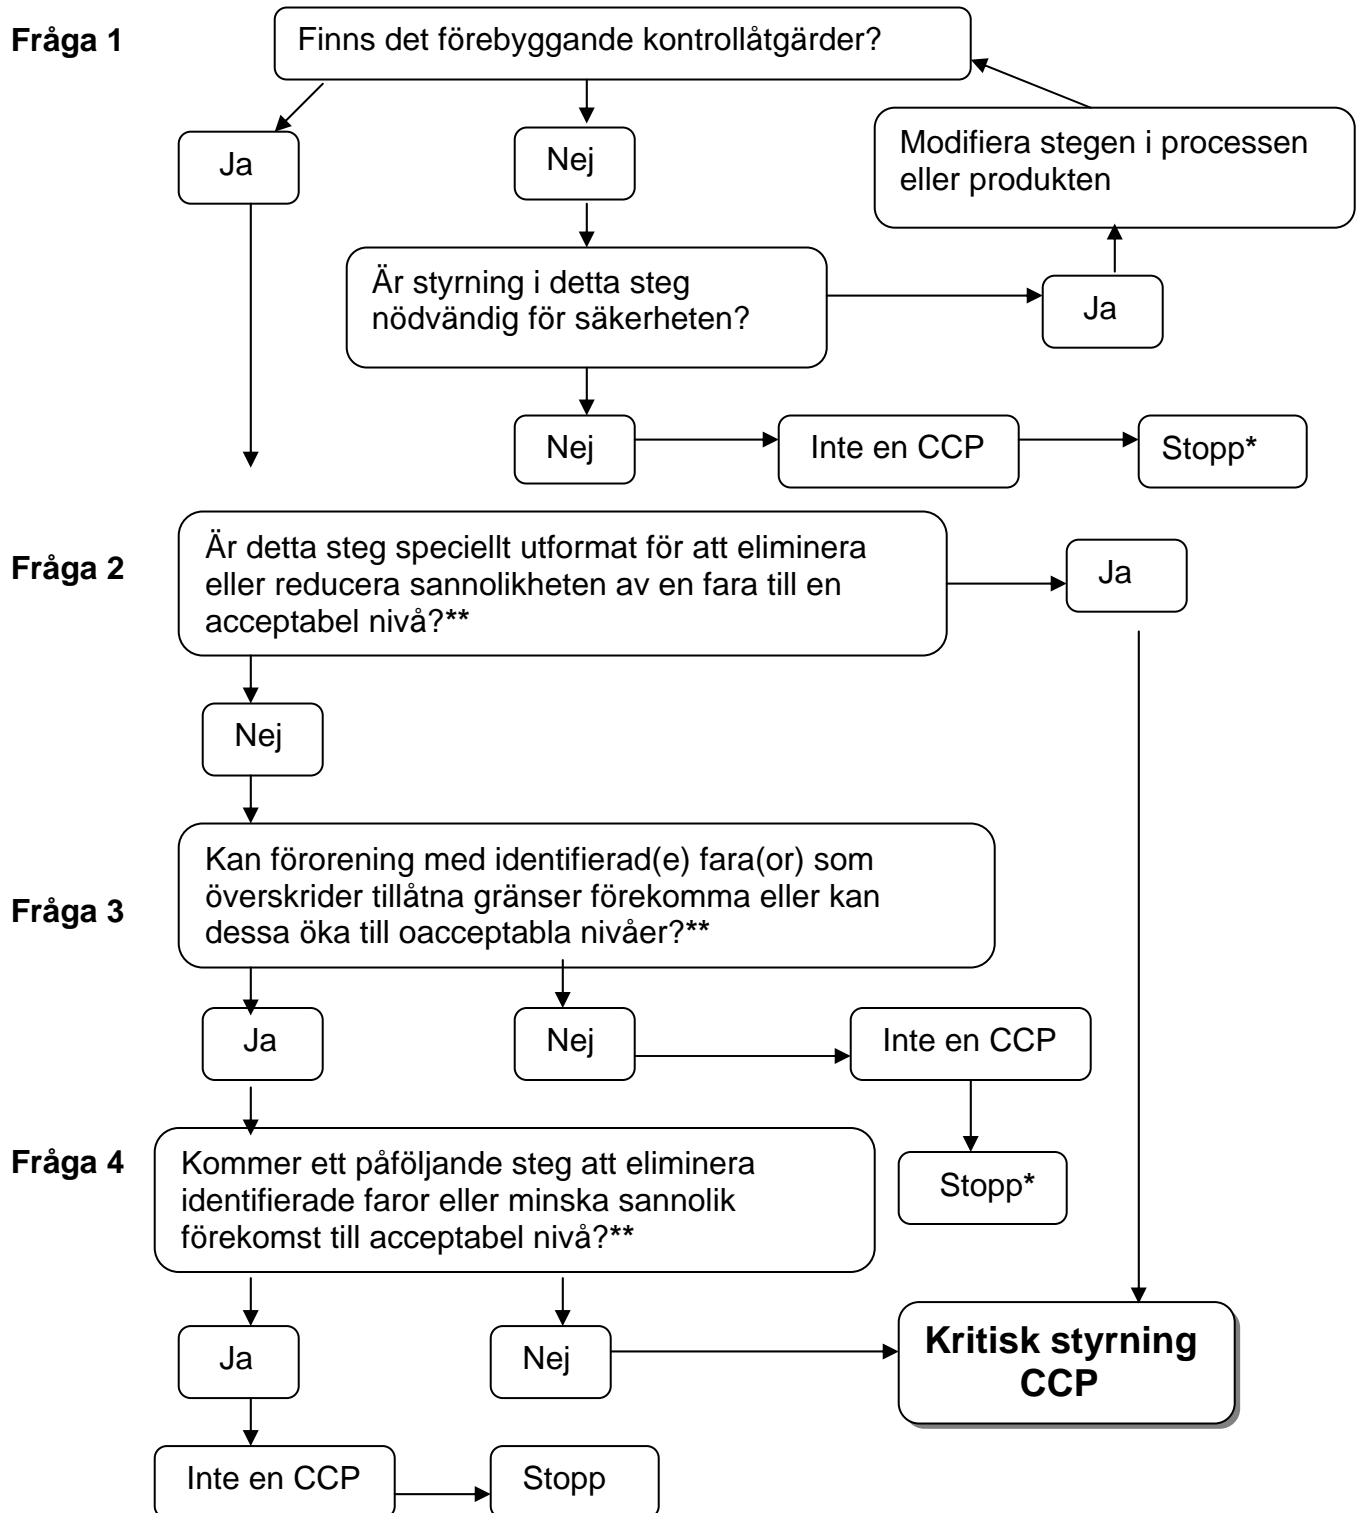 Fråga 1
Finns det förebyggande kontrollåtgärder?
Ja
Nej
Modifiera stegen i processen
eller produkten
Är styrning i detta steg
nödvändig för säkerheten?
Ja
Nej
Inte en CCP
Stopp*
Fråga 2
Är detta steg speciellt utformat för att eliminera
eller reducera sannolikheten av en fara till en
acceptabel nivå?**
Ja
Nej
Fråga 3
Kan förorening med identifierad(e) fara(or) som
överskrider tillåtna gränser förekomma eller kan
dessa öka till oacceptabla nivåer?**
Ja
Nej
Inte en CCP
Stopp*
Fråga 4
Kommer ett påföljande steg att eliminera
identifierade faror eller minska sannolik
förekomst till acceptabel nivå?**
Ja
Nej
Kritisk styrning
CCP
Inte en CCP
Stopp